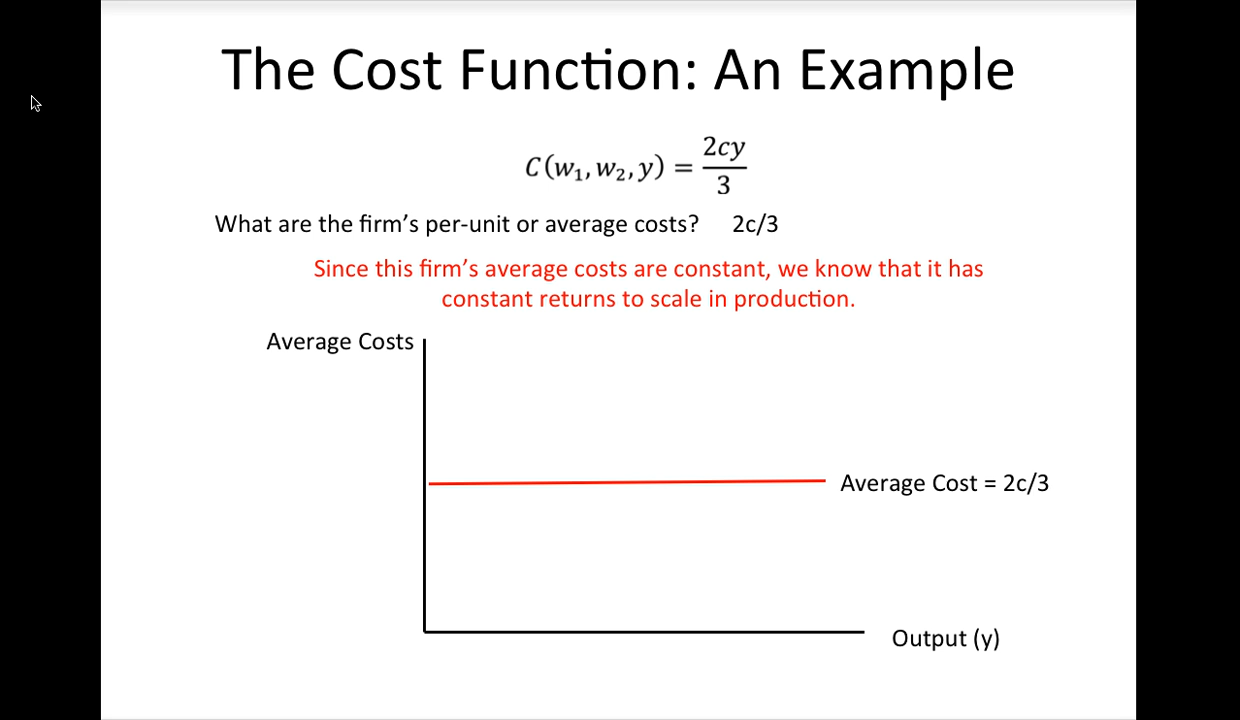 The Cost Function: An Example
C(w₁, w₂, y) = 2cy/3
What are the firm's per-unit or average costs? 2c/3
Since this firm's average costs are constant, we know that it has
constant returns to scale in production.
Average Costs
Average Cost = 2c/3
Output (y)